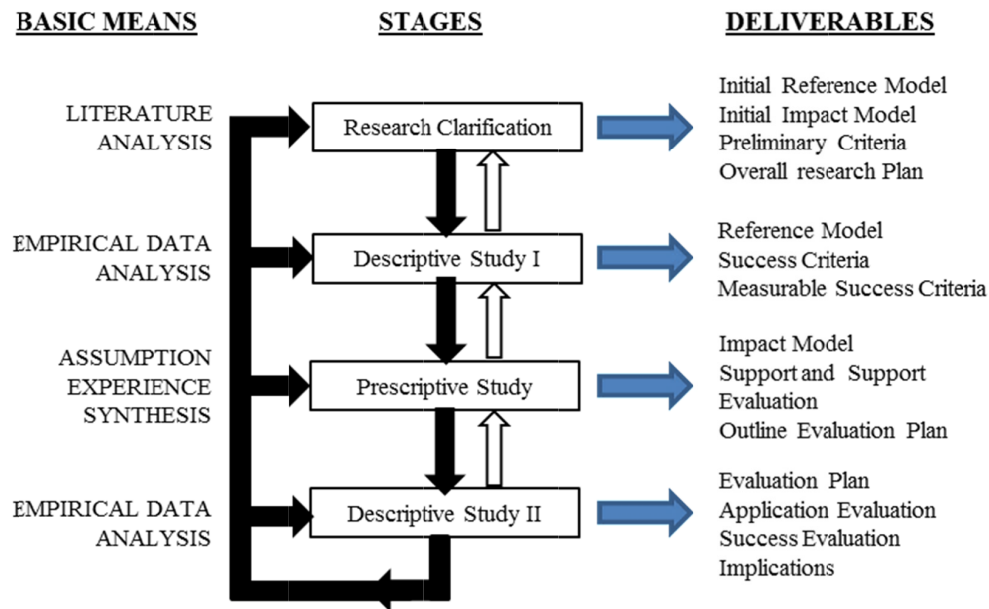 BASIC MEANS
STAGES
DELIVERABLES
LITERATURE
ANALYSIS
Research Clarification
Initial Reference Model
Initial Impact Model
Preliminary Criteria
Overall research Plan
EMPIRICAL DATA
ANALYSIS
Descriptive Study I
Reference Model
Success Criteria
Measurable Success Criteria
ASSUMPTION
EXPERIENCE
SYNTHESIS
Prescriptive Study
Impact Model
Support and Support
Evaluation
Outline Evaluation Plan
EMPIRICAL DATA
ANALYSIS
Descriptive Study II
Evaluation Plan
Application Evaluation
Success Evaluation
Implications